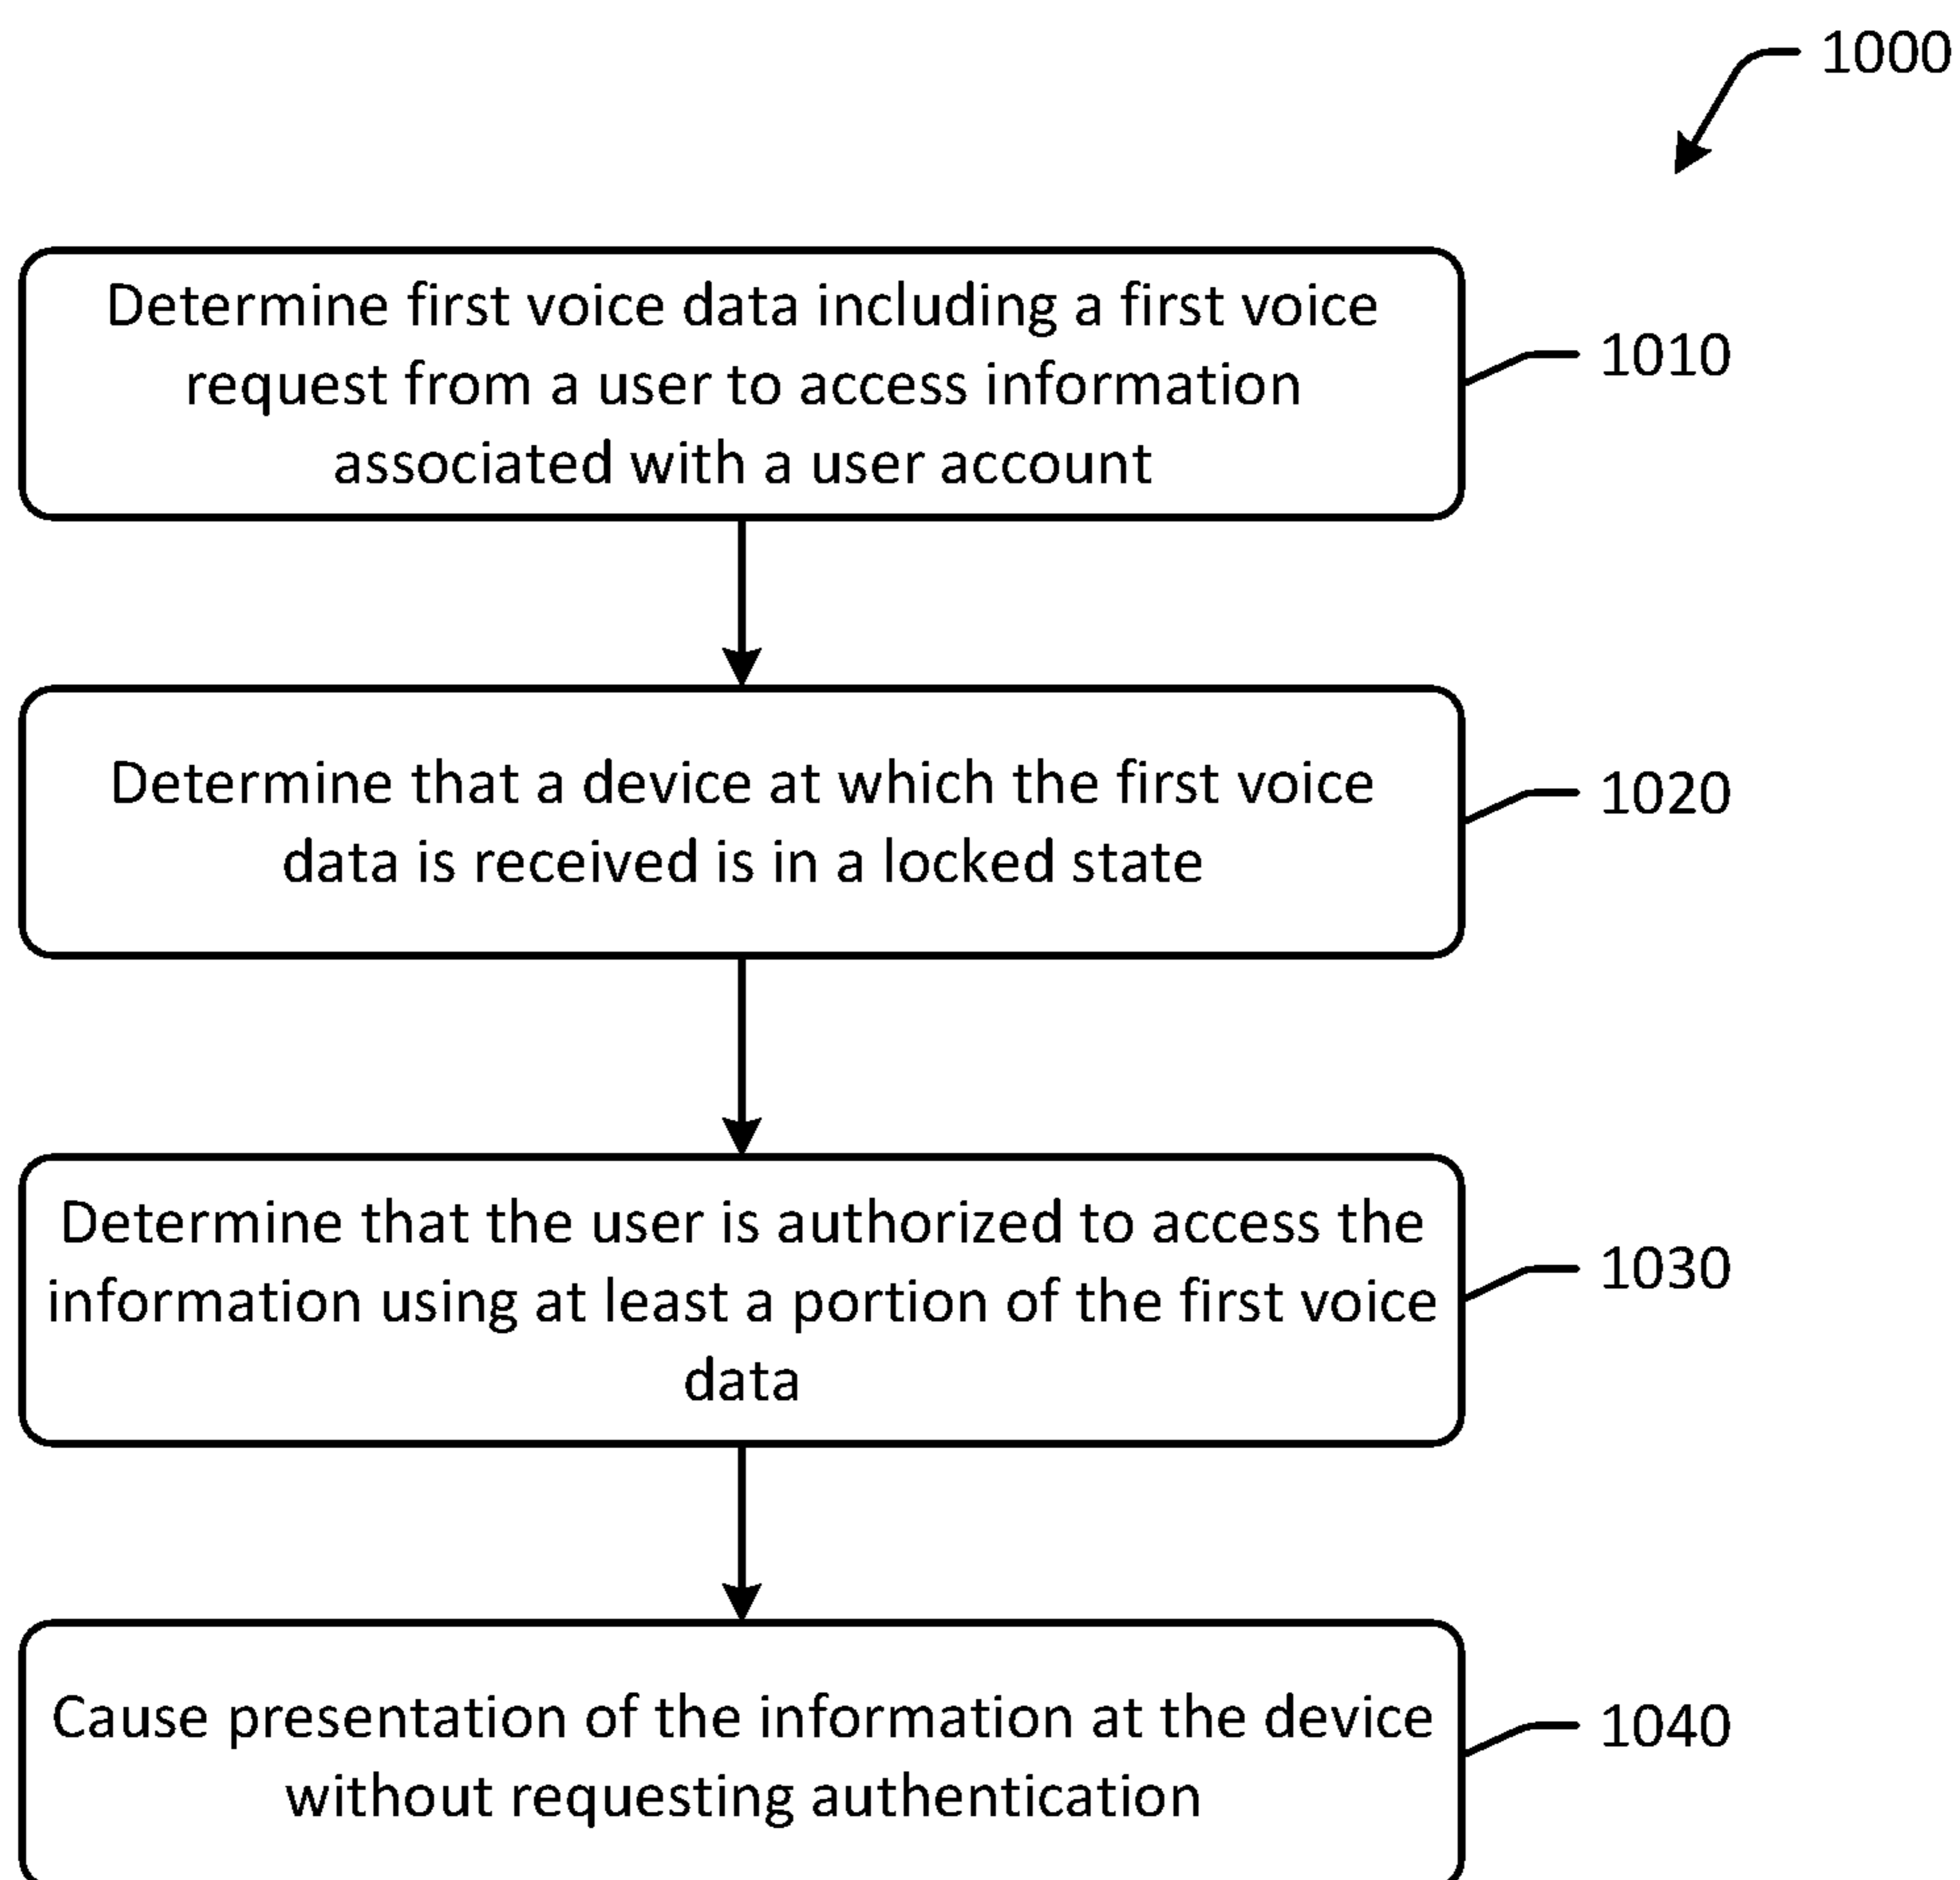 1000
Determine first voice data including a first voice
request from a user to access information
associated with a user account
1010
Determine that a device at which the first voice
data is received is in a locked state
1020
Determine that the user is authorized to access the
information using at least a portion of the first voice
data
1030
Cause presentation of the information at the device
without requesting authentication
1040